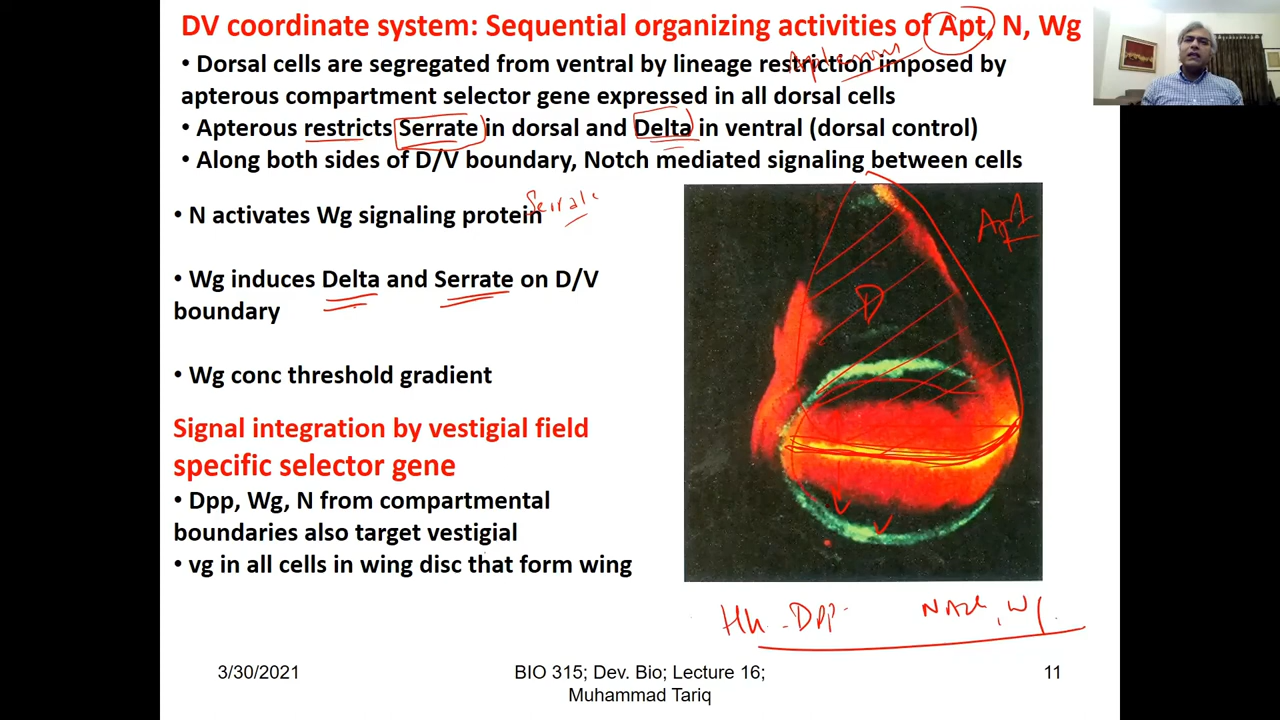 DV coordinate system: Sequential organizing activities of Apt, N, Wg
• Dorsal cells are segregated from ventral by lineage restriction imposed by
apterous compartment selector gene expressed in all dorsal cells
• Apterous restricts Serrate in dorsal and Delta in ventral (dorsal control)
• Along both sides of D/V boundary, Notch mediated signaling between cells
• N activates Wg signaling protein
Serrate
• Wg induces Delta and Serrate on D/V
boundary
• Wg conc threshold gradient
Signal integration by vestigial field
specific selector gene
• Dpp, Wg, N from compartmental
boundaries also target vestigial
• vg in all cells in wing disc that form wing
Apt
D
V
Hh - Dpp
3/30/2021
BIO 315; Dev. Bio; Lecture 16;
Muhammad Tariq
11